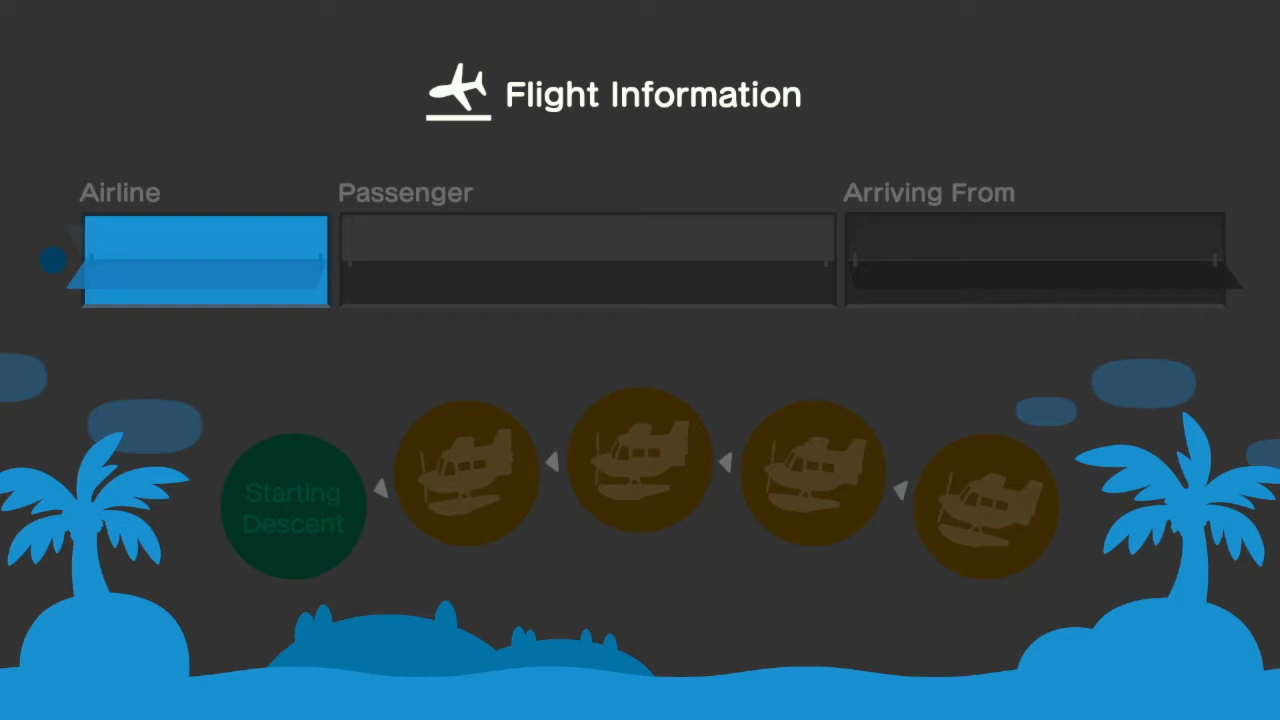 Flight Information
Airline
Passenger
Arriving From
Starting
Descent